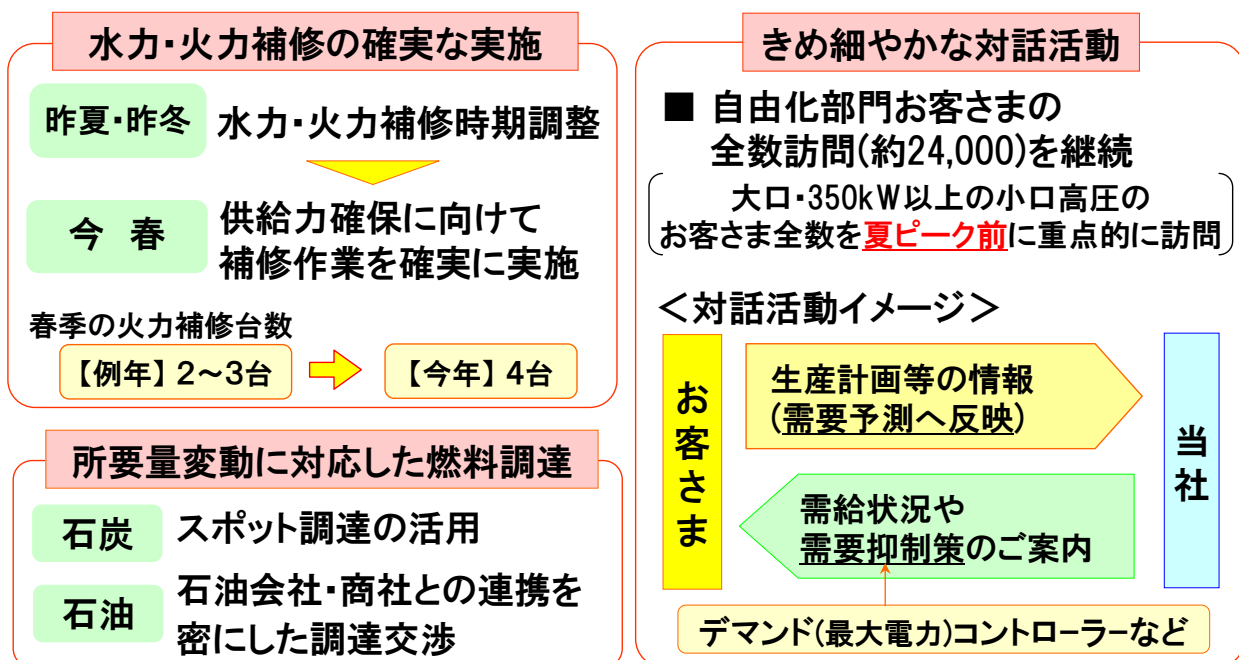 水力・火力補修の確実な実施
昨夏・昨冬 水力・火力補修時期調整
今 春 供給力確保に向けて
補修作業を確実に実施
春季の火力補修台数
【例年】2～3台
【今年】4台
所要量変動に対応した燃料調達
石炭 スポット調達の活用
石油 石油会社・商社との連携を
密にした調達交渉
きめ細やかな対話活動
■ 自由化部門お客さまの
全数訪問(約24,000)を継続
大口・350kW以上の小口高圧の
お客さま全数を夏ピーク前に重点的に訪問
＜対話活動イメージ＞
お客さま
生産計画等の情報
(需要予測へ反映)
当社
需給状況や
需要抑制策のご案内
デマンド(最大電力)コントローラーなど